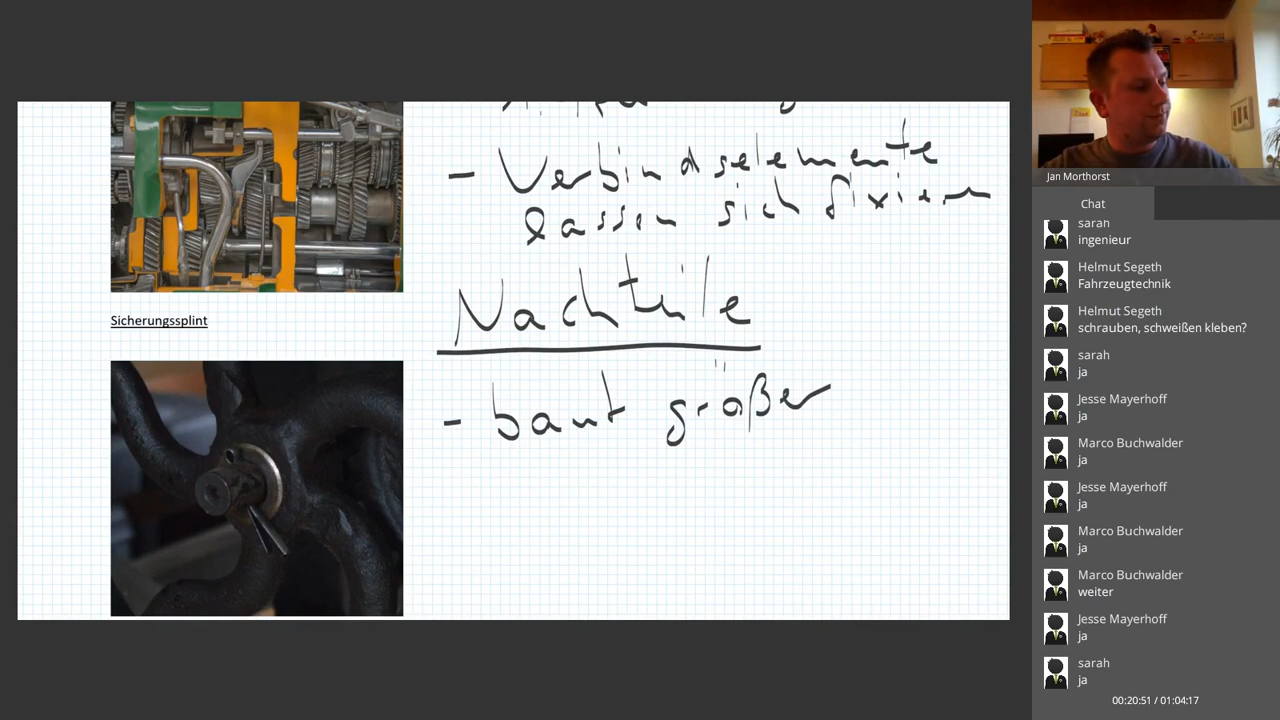 - Verbindselemente
lassen sich fixieren
Nachteile
- baut größer
Sicherungssplint
Jan Morthorst
Chat
sarah
ingenieur
Helmut Segeth
Fahrzeugtechnik
Helmut Segeth
schrauben, schweißen kleben?
sarah
ja
Jesse Mayerhoff
ja
Marco Buchwalder
ja
Jesse Mayerhoff
ja
Marco Buchwalder
ja
Marco Buchwalder
weiter
Jesse Mayerhoff
ja
sarah
ja
00:20:51 / 01:04:17